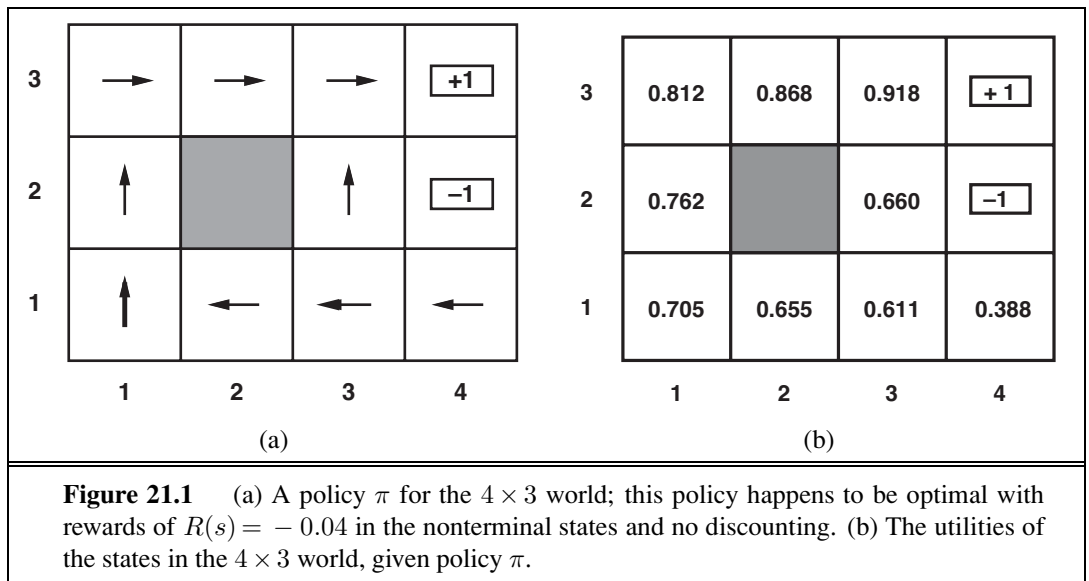 3 +1
2 –1
1
1 2 3 4
(a)
3 0.812 0.868 0.918 + 1
2 0.762 0.660 –1
1 0.705 0.655 0.611 0.388
1 2 3 4
(b)
Figure 21.1 (a) A policy π for the 4 × 3 world; this policy happens to be optimal with
rewards of R(s) = − 0.04 in the nonterminal states and no discounting. (b) The utilities of
the states in the 4 × 3 world, given policy π.